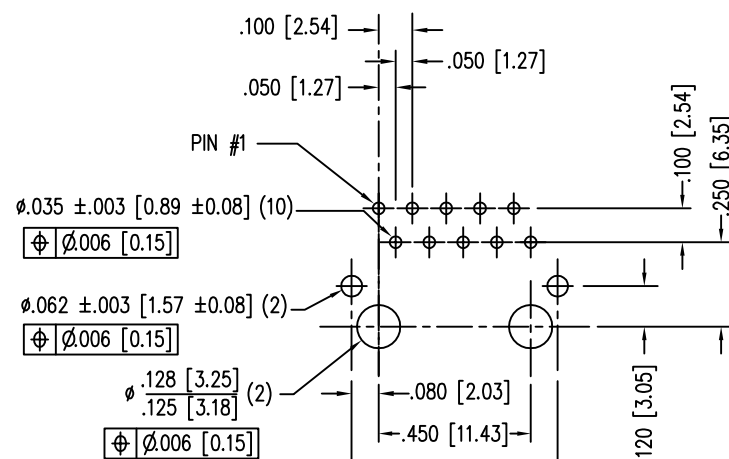 .100 [2.54]
.050 [1.27]
.050 [1.27]
PIN #1
.100 [2.54]
.250 [6.35]
ø.035 ±.003 [0.89 ±0.08] (10)
⌖ Ø.006 [0.15]
ø.062 ±.003 [1.57 ±0.08] (2)
⌖ Ø.006 [0.15]
ø .128 [3.25]
.125 [3.18] (2)
⌖ Ø.006 [0.15]
.080 [2.03]
.450 [11.43]
120 [3.05]